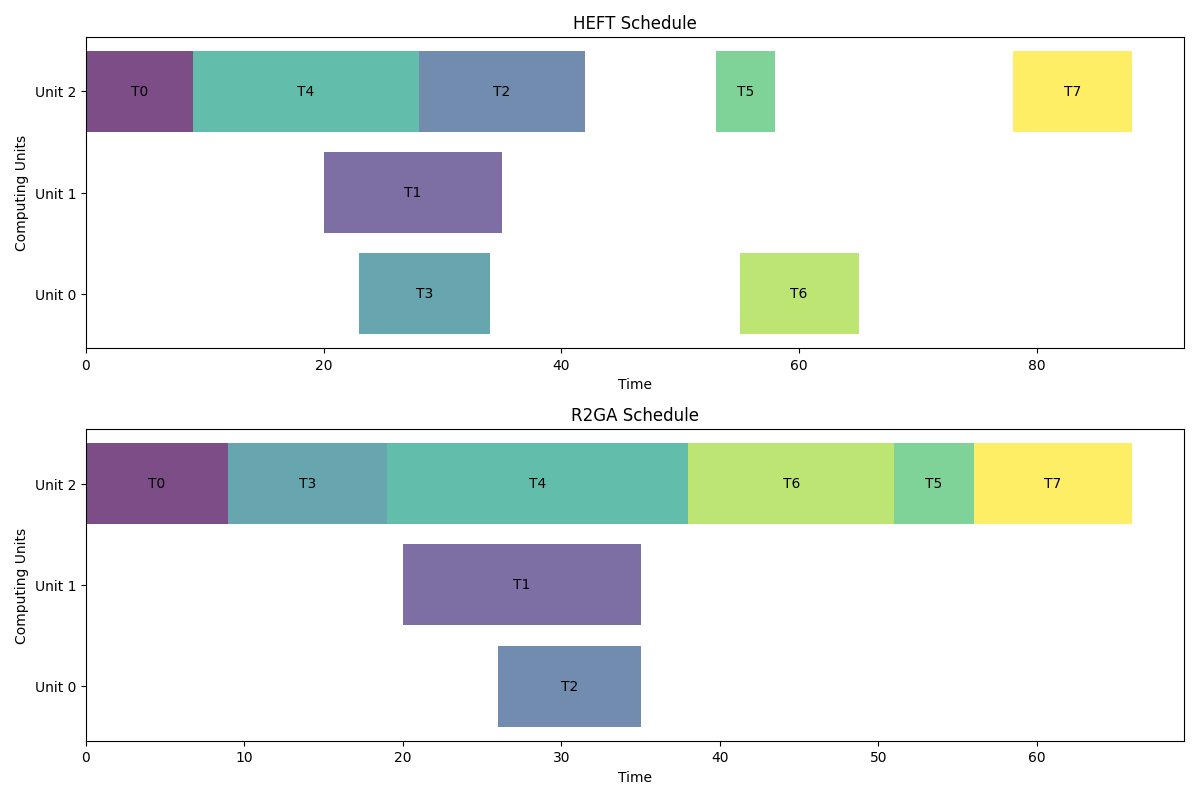 HEFT Schedule
Computing Units
Unit 2
T0 T4 T2 T5 T7
Unit 1
T1
Unit 0
T3 T6
0 20 40 60 80
Time
R2GA Schedule
Computing Units
Unit 2
T0 T3 T4 T6 T5 T7
Unit 1
T1
Unit 0
T2
0 10 20 30 40 50 60
Time